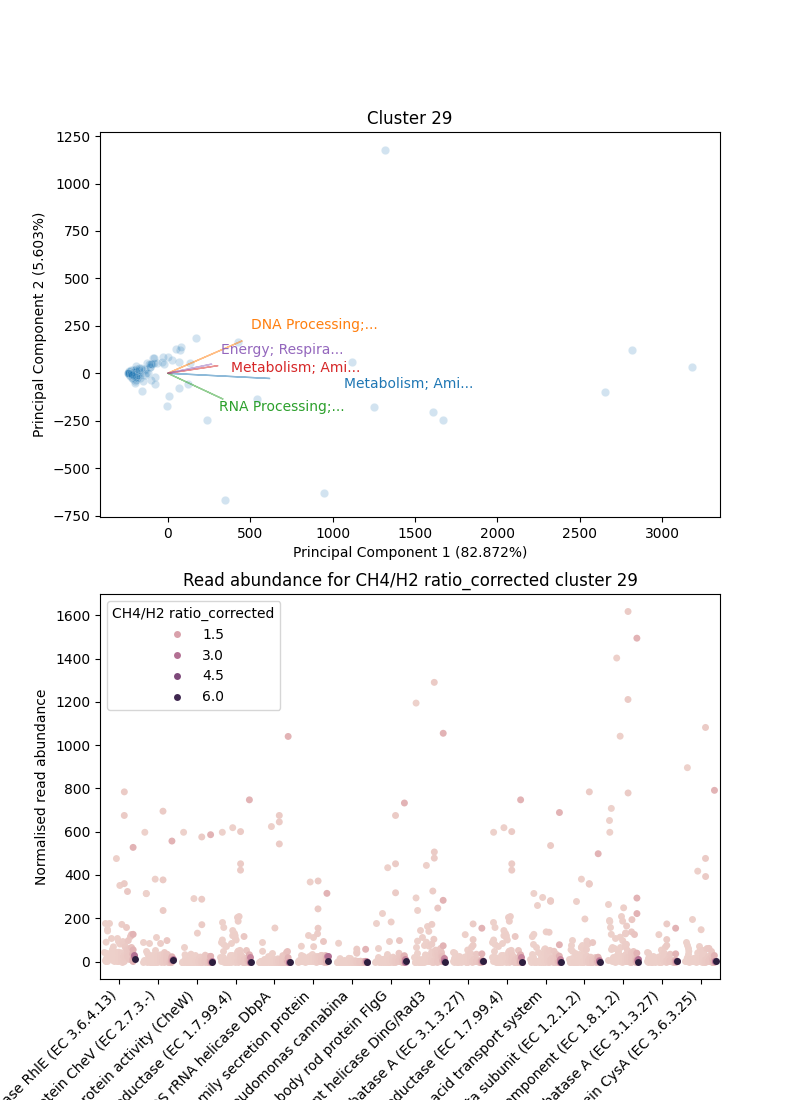 Cluster 29
1250
1000
750
500
250
0
−250
−500
−750
Principal Component 2 (5.603%)
DNA Processing;...
Energy; Respira...
Metabolism; Ami...
Metabolism; Ami...
RNA Processing;...
0 500 1000 1500 2000 2500 3000
Principal Component 1 (82.872%)
Read abundance for CH4/H2 ratio_corrected cluster 29
CH4/H2 ratio_corrected
1.5
3.0
4.5
6.0
1600
1400
1200
1000
800
600
400
200
0
Normalised read abundance
ase RhlE (EC 3.6.4.13)
otein CheV (EC 2.7.3.-)
rotein activity (CheW)
eductase (EC 1.7.99.4)
S rRNA helicase DbpA
mily secretion protein
eudomonas cannabina
body rod protein FlgG
nt helicase DinG/Rad3
hatase A (EC 3.1.3.27)
eductase (EC 1.7.99.4)
acid transport system
ta subunit (EC 1.2.1.2)
omponent (EC 1.8.1.2)
hatase A (EC 3.1.3.27)
ein CysA (EC 3.6.3.25)